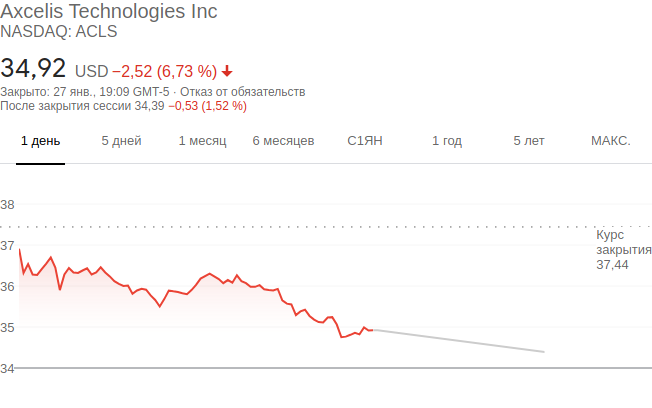 Axcelis Technologies Inc
NASDAQ: ACLS
34,92 USD −2,52 (6,73 %)
Закрыто: 27 янв., 19:09 GMT-5 · Отказ от обязательств
После закрытия сессии 34,39 −0,53 (1,52 %)
1 день 5 дней 1 месяц 6 месяцев С1ЯН 1 год 5 лет МАКС.
38
Курс
закрытия
37,44
37
36
35
34